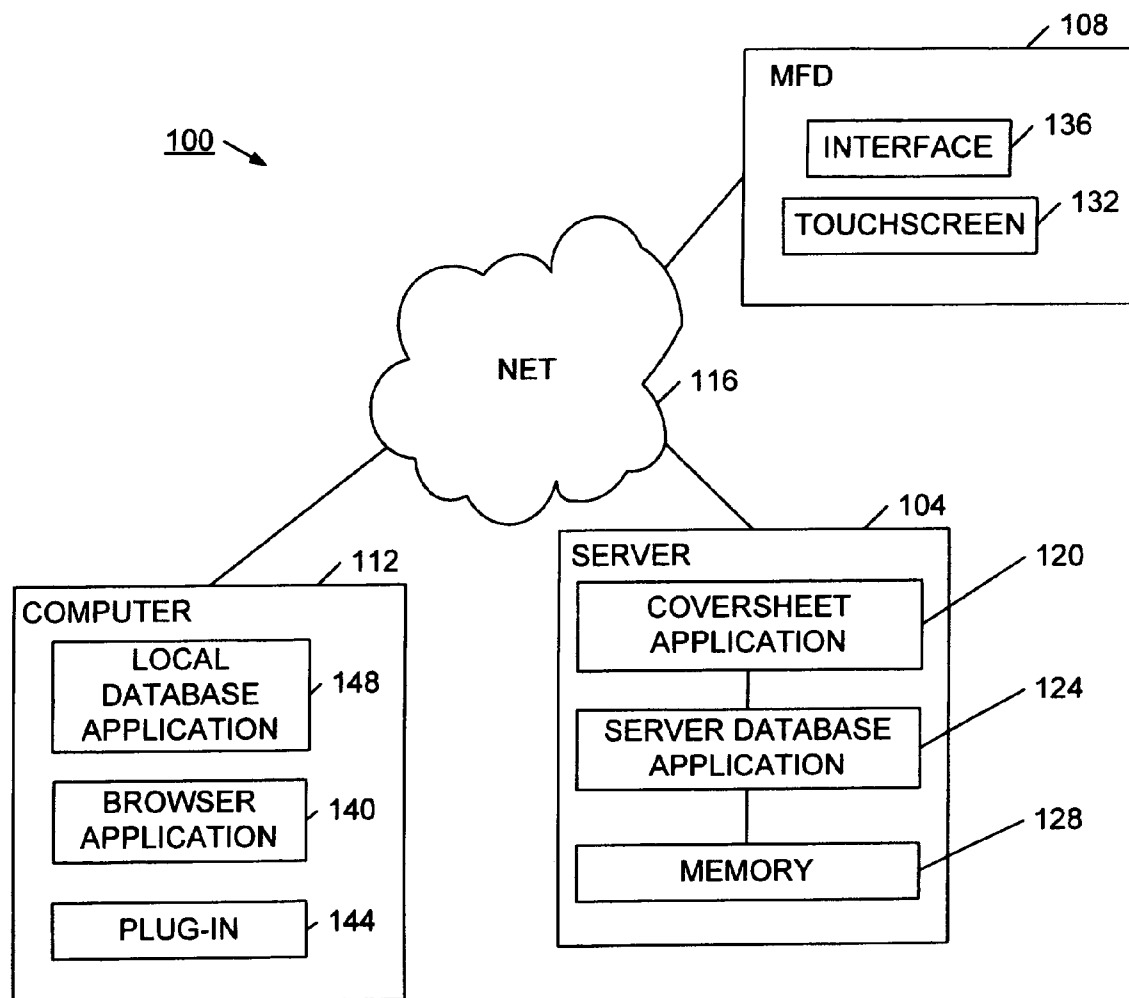 108
MFD
100
INTERFACE
136
TOUCHSCREEN
132
NET
116
104
SERVER
COVERSHEET
APPLICATION
120
SERVER DATABASE
APPLICATION
124
MEMORY
128
112
COMPUTER
LOCAL
DATABASE
APPLICATION
148
BROWSER
APPLICATION
140
PLUG-IN
144